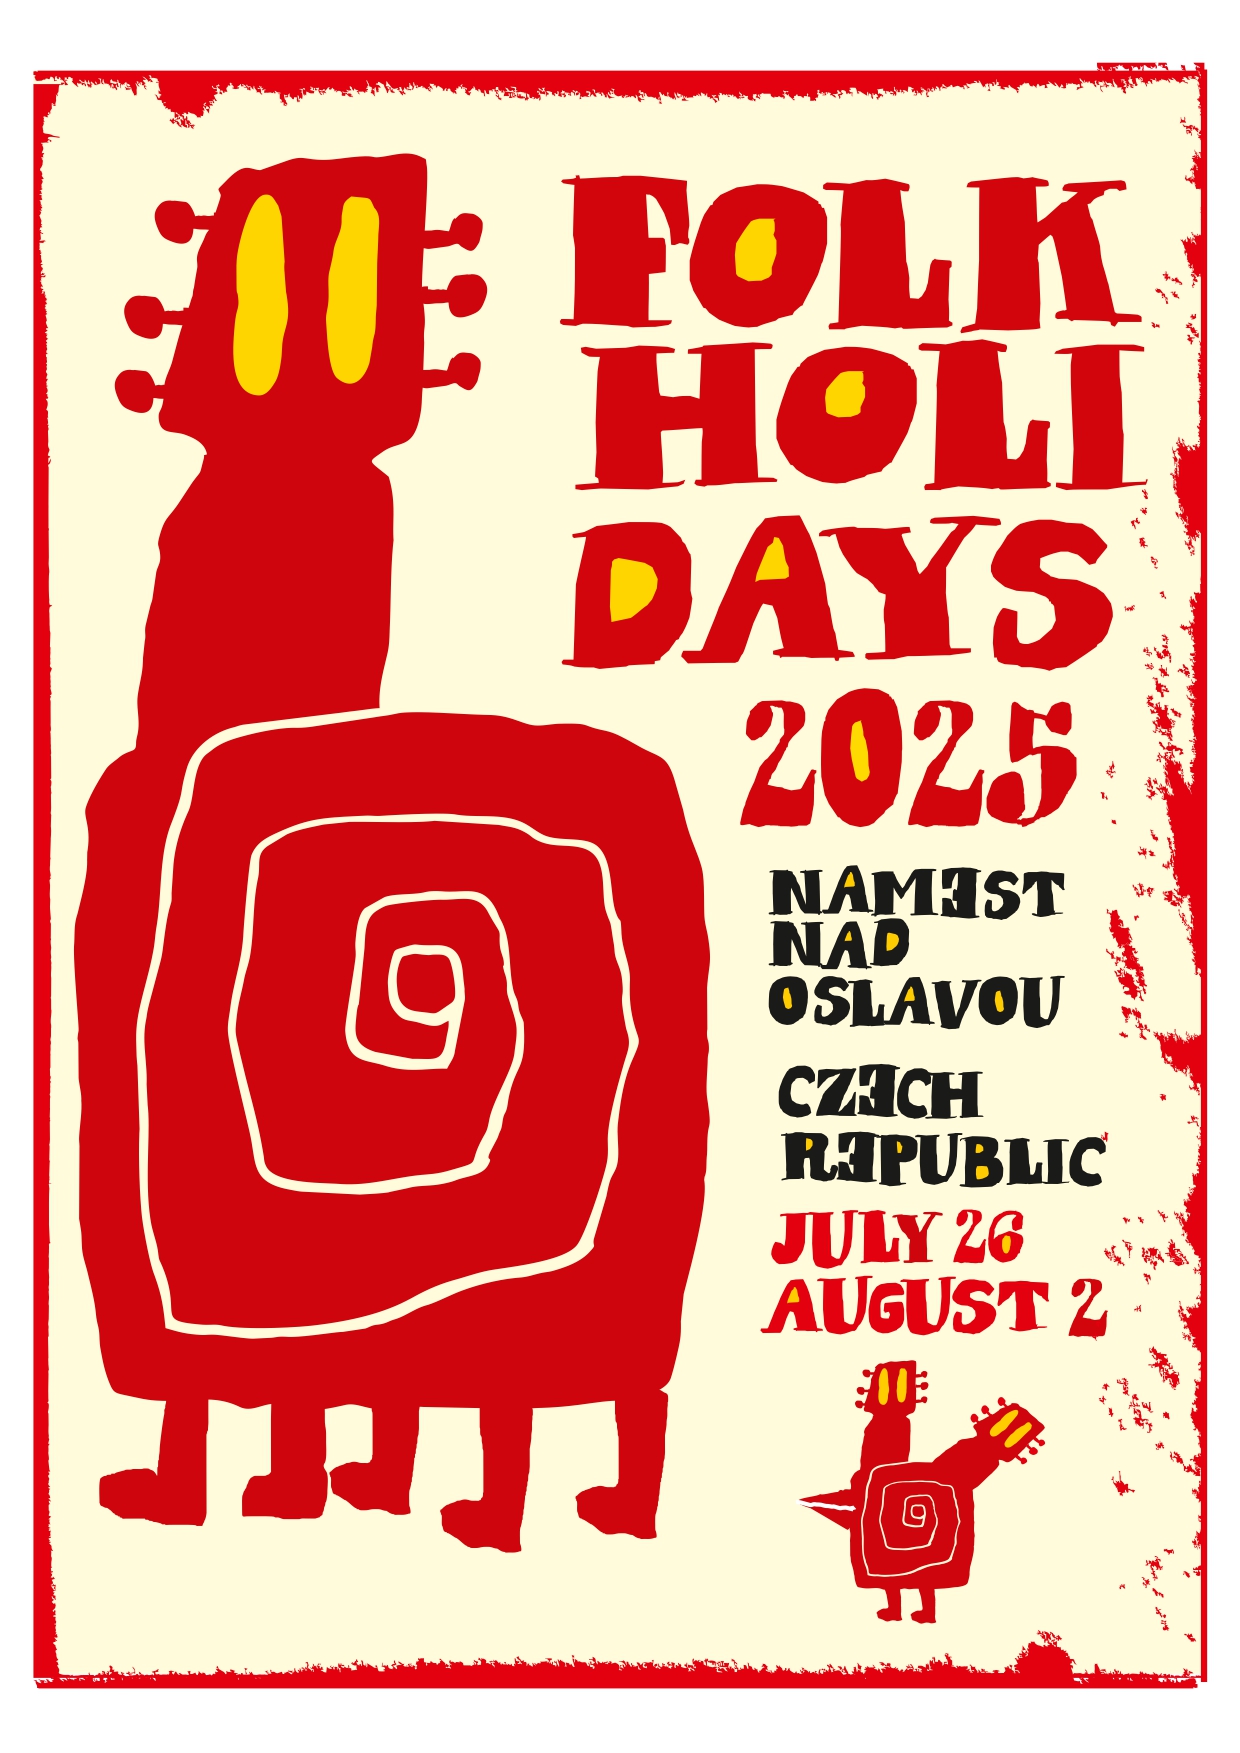 FOLK
HOLI
DAYS
2025
NAMEST
NAD
OSLAVOU
CZECH
REPUBLIC
JULY 26
AUGUST 2